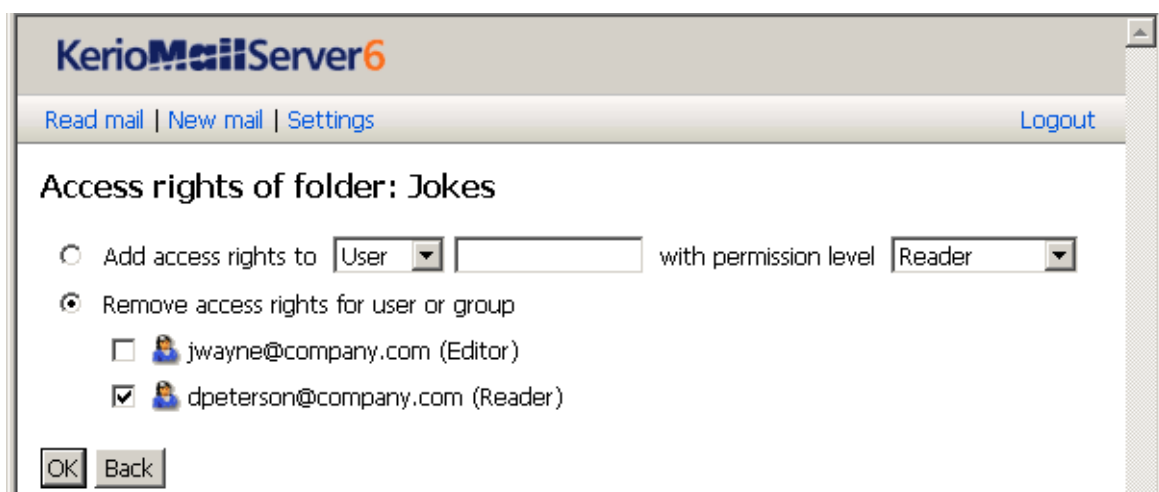 KerioMailServer6
Read mail | New mail | Settings Logout
Access rights of folder: Jokes
Add access rights to User with permission level Reader
Remove access rights for user or group
jwayne@company.com (Editor)
dpeterson@company.com (Reader)
OK Back